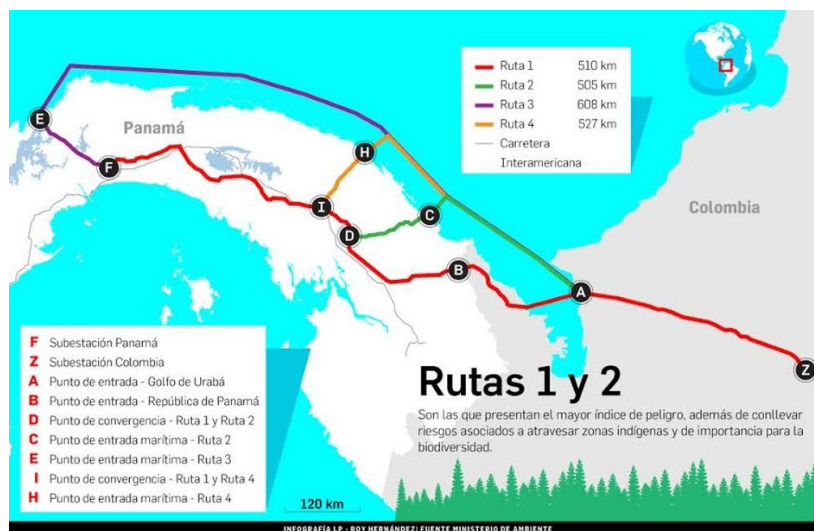 Ruta 1 510 km
Ruta 2 505 km
Ruta 3 608 km
Ruta 4 527 km
Carretera
Interamericana
Panamá
Colombia
E
F
H
I
C
D
B
A
Z
F Subestación Panamá
Z Subestación Colombia
A Punto de entrada - Golfo de Urabá
B Punto de entrada - República de Panamá
D Punto de convergencia - Ruta 1 y Ruta 2
C Punto de entrada marítima - Ruta 2
E Punto de entrada marítima - Ruta 3
I Punto de convergencia - Ruta 1 y Ruta 4
H Punto de entrada marítima - Ruta 4
Rutas 1 y 2
Son las que presentan el mayor índice de peligro, además de conllevar
riesgos asociados a atravesar zonas indígenas y de importancia para la
biodiversidad.
120 km
INFOGRAFÍA LP - ROY HERNÁNDEZ| FUENTE MINISTERIO DE AMBIENTE